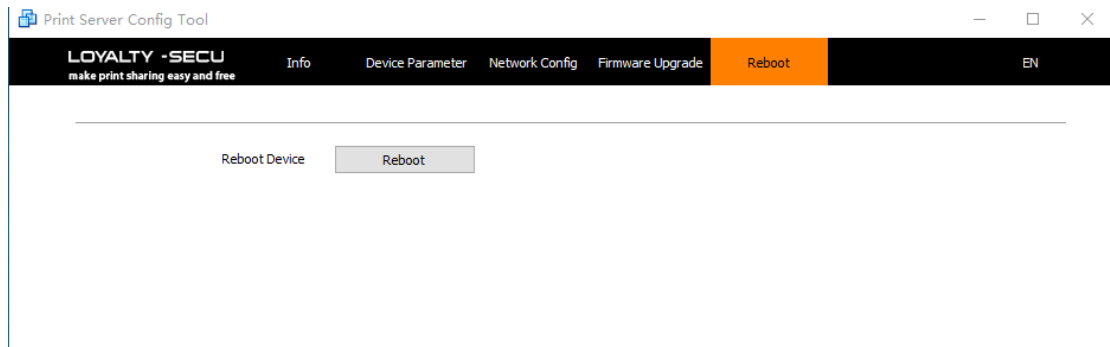 Print Server Config Tool
LOYALTY -SECU
make print sharing easy and free
Info Device Parameter Network Config Firmware Upgrade Reboot EN
Reboot Device Reboot